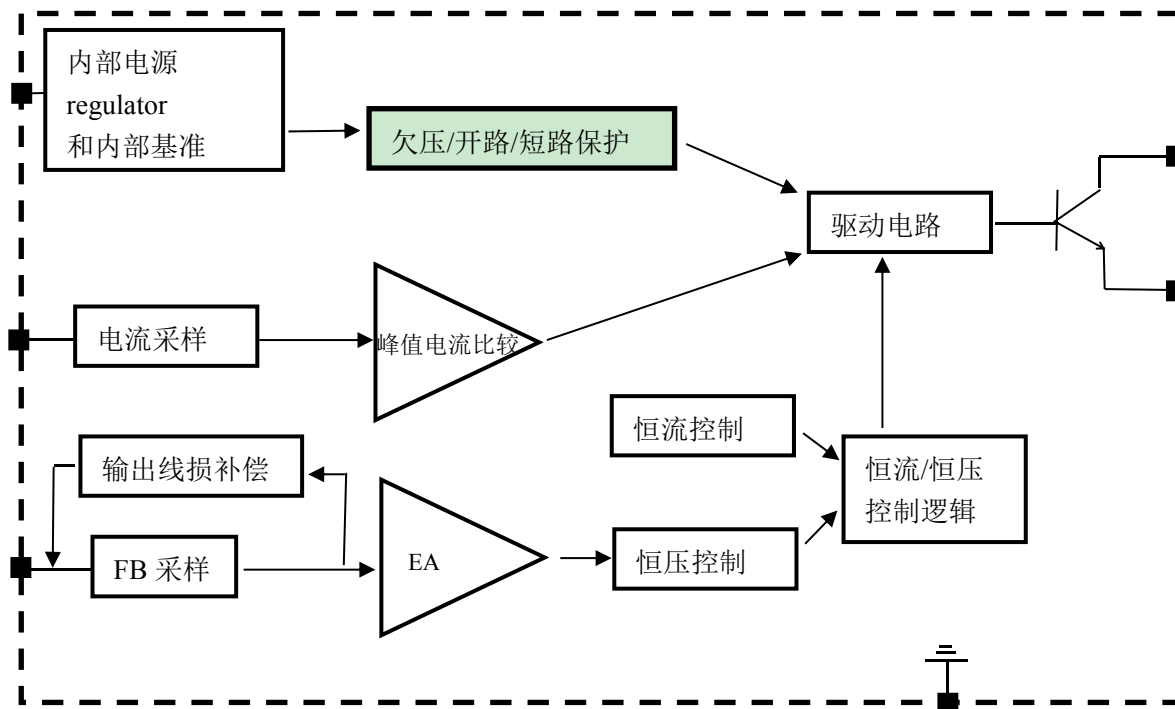 内部电源
regulator
和内部基准
欠压/开路/短路保护
驱动电路
电流采样
峰值电流比较
恒流控制
输出线损补偿
恒流/恒压
控制逻辑
FB 采样
EA
恒压控制